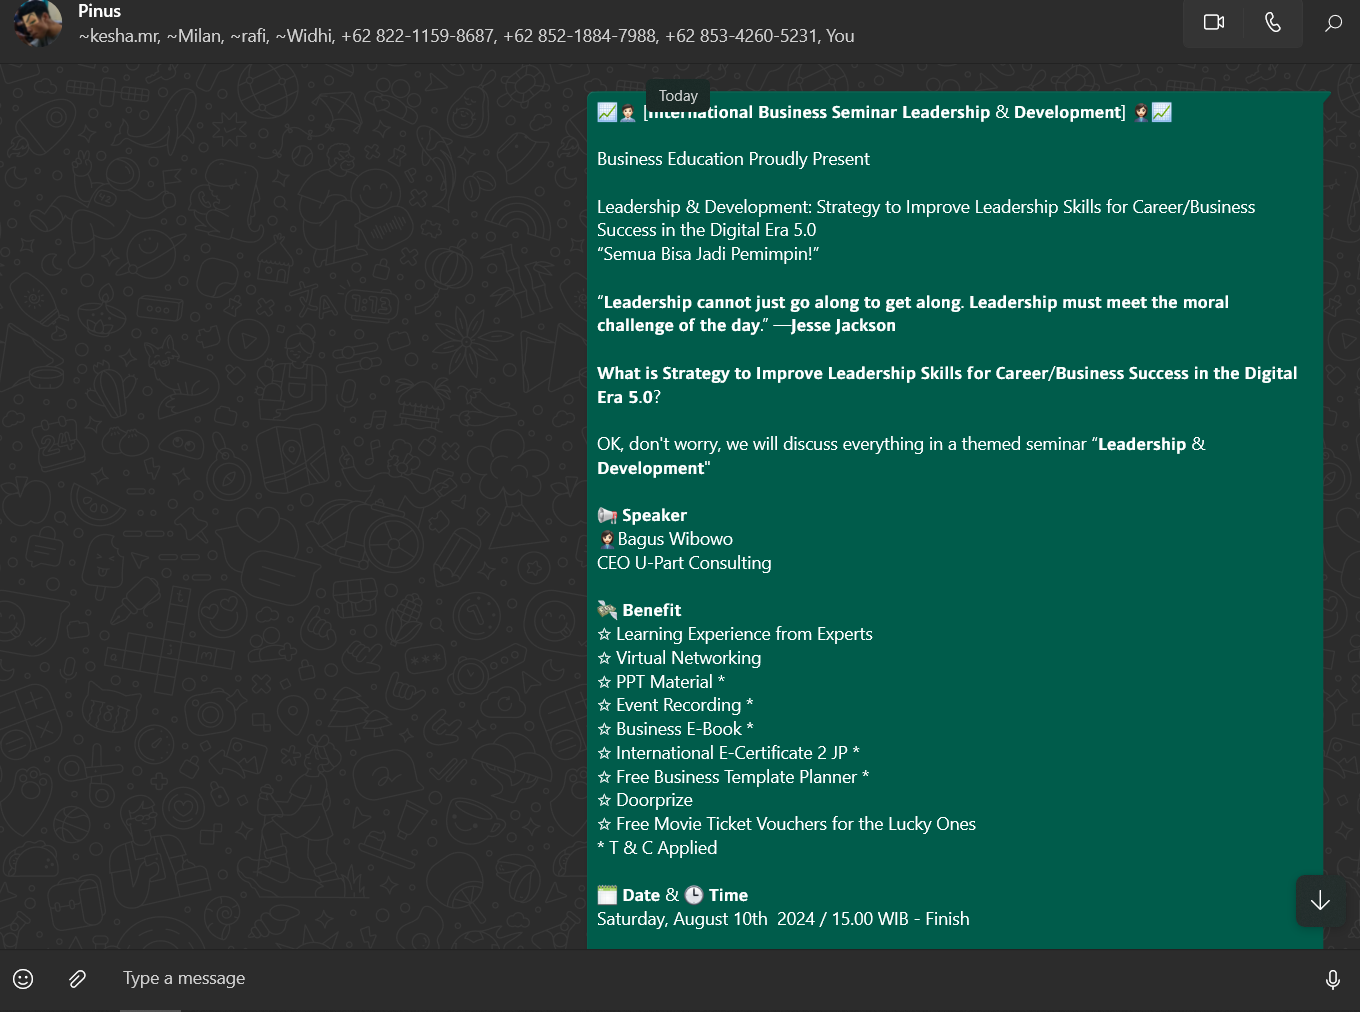 Pinus
~kesha.mr, ~Milan, ~rafi, ~Widhi, +62 822-1159-8687, +62 852-1884-7988, +62 853-4260-5231, You
Today
[International Business Seminar Leadership & Development]
Business Education Proudly Present
Leadership & Development: Strategy to Improve Leadership Skills for Career/Business
Success in the Digital Era 5.0
“Semua Bisa Jadi Pemimpin!”
“Leadership cannot just go along to get along. Leadership must meet the moral
challenge of the day.” —Jesse Jackson
What is Strategy to Improve Leadership Skills for Career/Business Success in the Digital
Era 5.0?
OK, don't worry, we will discuss everything in a themed seminar “Leadership &
Development"
Speaker
Bagus Wibowo
CEO U-Part Consulting
Benefit
☆ Learning Experience from Experts
☆ Virtual Networking
☆ PPT Material *
☆ Event Recording *
☆ Business E-Book *
☆ International E-Certificate 2 JP *
☆ Free Business Template Planner *
☆ Doorprize
☆ Free Movie Ticket Vouchers for the Lucky Ones
* T & C Applied
Date & Time
Saturday, August 10th  2024 / 15.00 WIB - Finish
Type a message